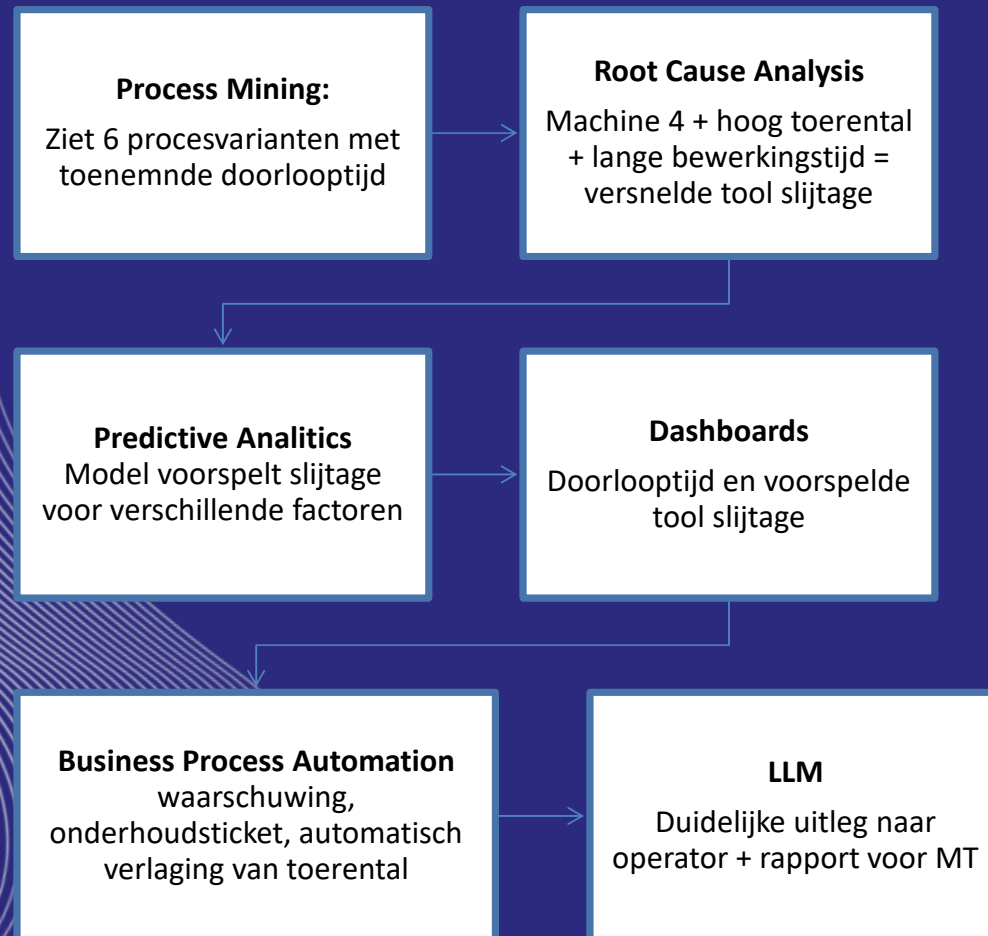 Process Mining:
Ziet 6 procesvarianten met
toenemnde doorlooptijd
Root Cause Analysis
Machine 4 + hoog toerental
+ lange bewerkingstijd =
versnelde tool slijtage
Predictive Analitics
Model voorspelt slijtage
voor verschillende factoren
Dashboards
Doorlooptijd en voorspelde
tool slijtage
Business Process Automation
waarschuwing,
onderhoudsticket, automatisch
verlaging van toerental
LLM
Duidelijke uitleg naar
operator + rapport voor MT